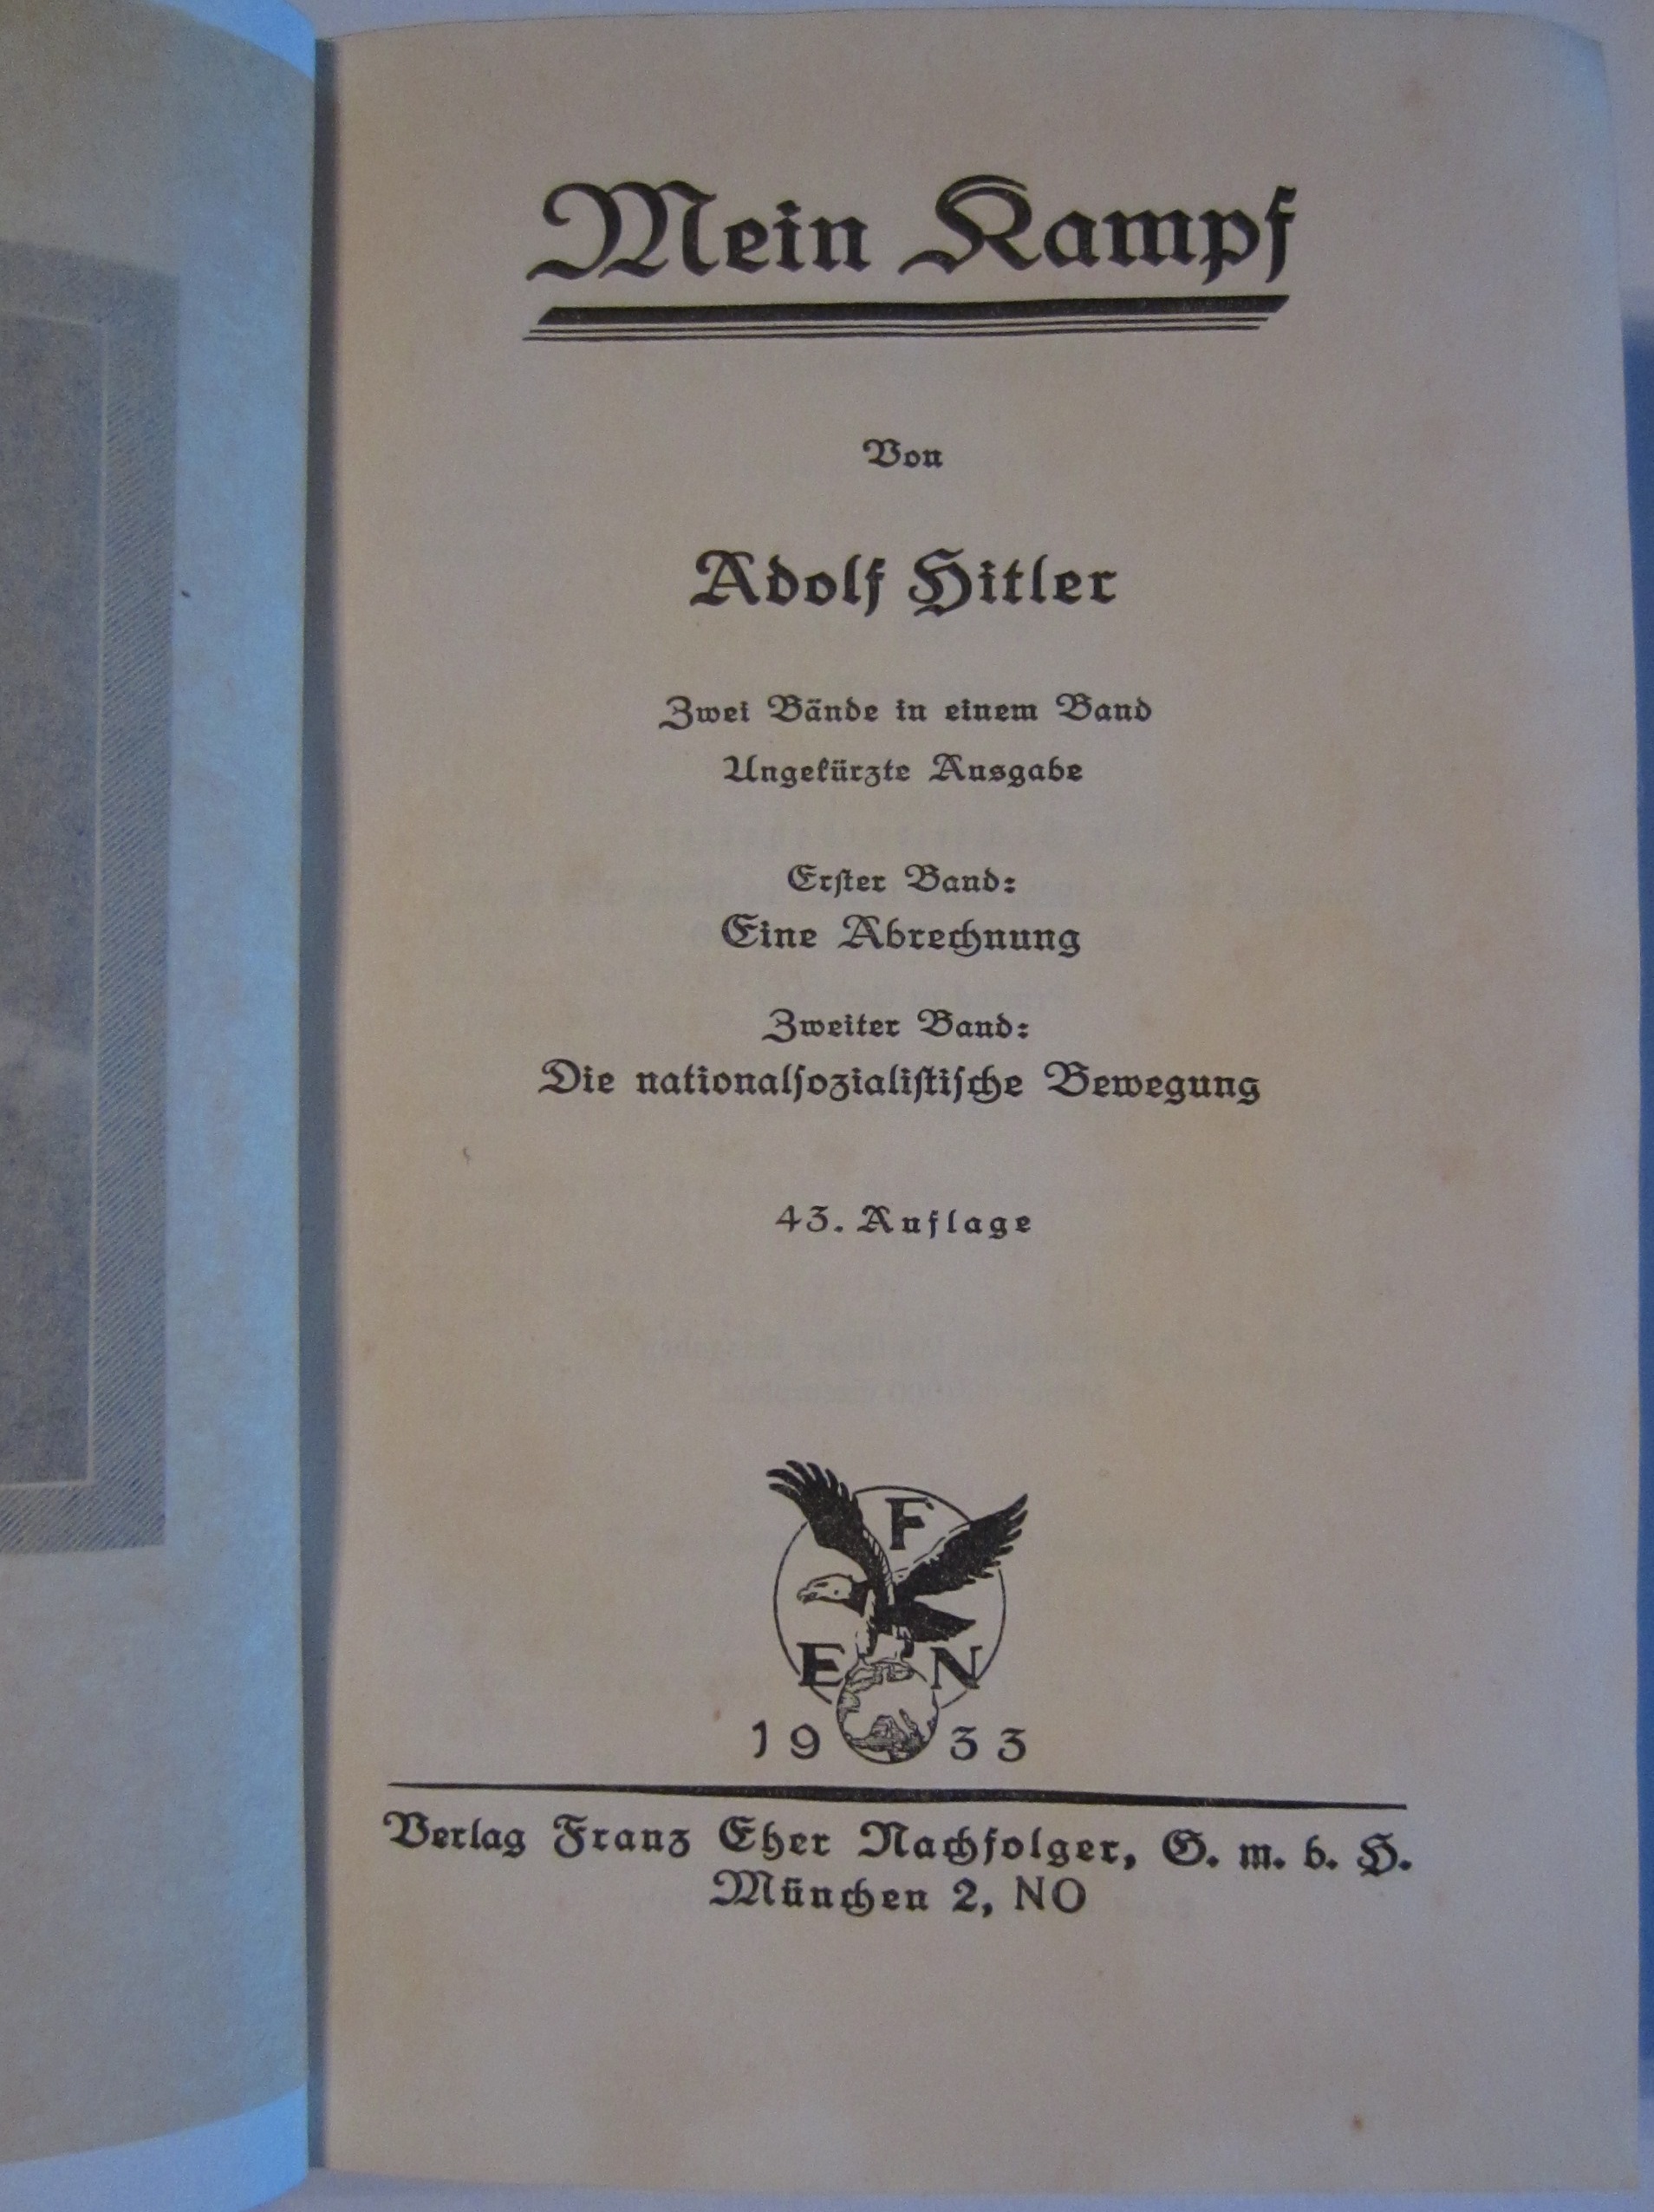 Mein Kampf
Von
Adolf Hitler
Zwei Bände in einem Band
Ungekürzte Ausgabe
Erster Band:
Eine Abrechnung
Zweiter Band:
Die nationalsozialistische Bewegung
43. Auflage
F
E N
19 33
Verlag Franz Eher Nachfolger, G. m. b. H.
München 2, NO